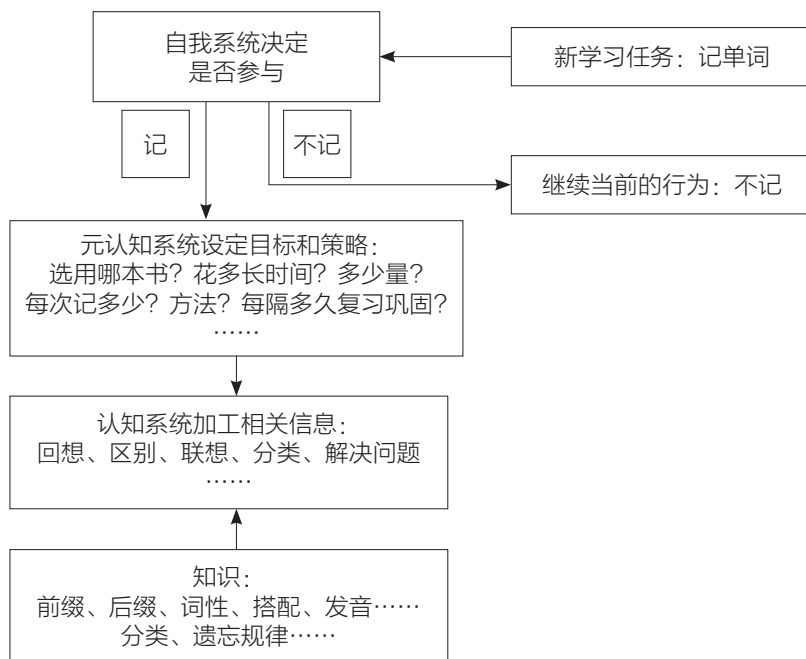 自我系统决定
是否参与
新学习任务：记单词
记
不记
继续当前的行为：不记
元认知系统设定目标和策略：
选用哪本书？花多长时间？多少量？
每次记多少？方法？每隔多久复习巩固？
……
认知系统加工相关信息：
回想、区别、联想、分类、解决问题
……
知识：
前缀、后缀、词性、搭配、发音……
分类、遗忘规律……